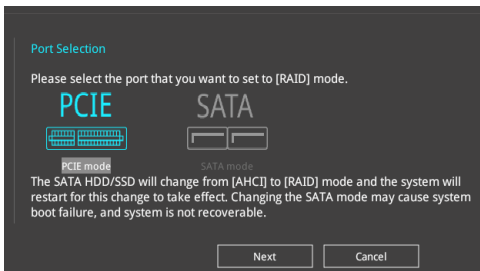 Port Selection
Please select the port that you want to set to [RAID] mode.
PCIE SATA
PCIE mode SATA mode
The SATA HDD/SSD will change from [AHCI] to [RAID] mode and the system will
restart for this change to take effect. Changing the SATA mode may cause system
boot failure, and system is not recoverable.
Next Cancel